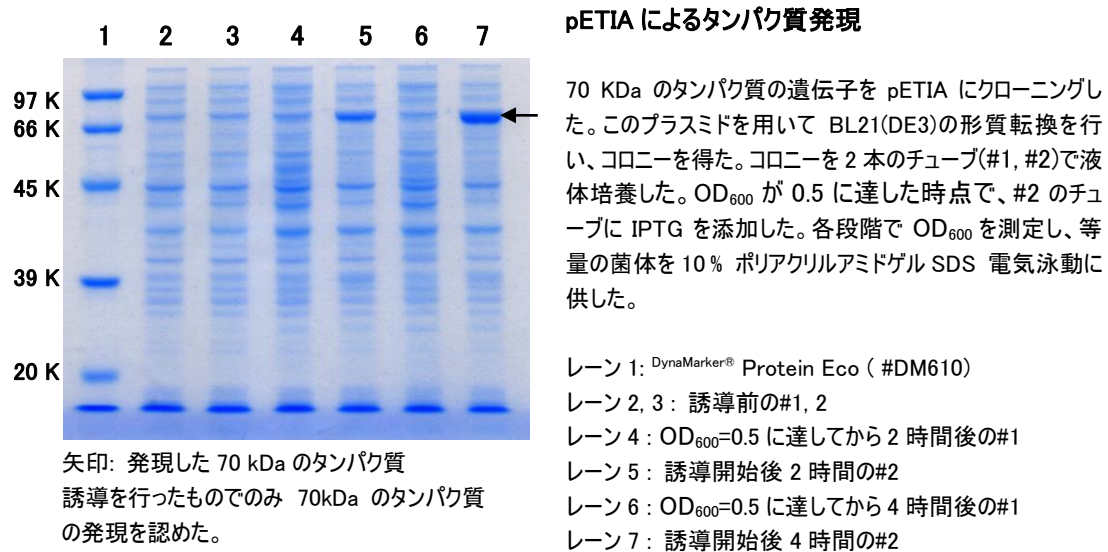 1 2 3 4 5 6 7
97 K
66 K
45 K
39 K
20 K
矢印: 発現した 70 kDa のタンパク質
誘導を行ったものでのみ 70kDa のタンパク質
の発現を認めた。
pETIA によるタンパク質発現
70 KDa のタンパク質の遺伝子を pETIA にクローニングし
た。このプラスミドを用いて BL21(DE3)の形質転換を行
い、コロニーを得た。コロニーを 2 本のチューブ(#1, #2)で液
体培養した。OD600 が 0.5 に達した時点で、#2 のチュ
ーブに IPTG を添加した。各段階で OD600 を測定し、等
量の菌体を 10 % ポリアクリルアミドゲル SDS 電気泳動に
供した。
レーン 1: DynaMarker® Protein Eco ( #DM610)
レーン 2, 3 : 誘導前の#1, 2
レーン 4 : OD600=0.5 に達してから 2 時間後の#1
レーン 5 : 誘導開始後 2 時間の#2
レーン 6 : OD600=0.5 に達してから 4 時間後の#1
レーン 7 : 誘導開始後 4 時間の#2